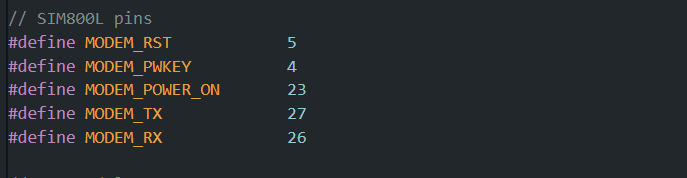 // SIM800L pins
#define MODEM_RST            5
#define MODEM_PWKEY          4
#define MODEM_POWER_ON       23
#define MODEM_TX             27
#define MODEM_RX             26